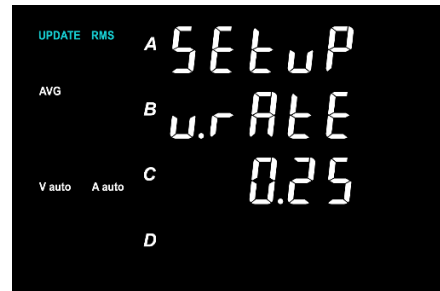 UPDATE RMS
A SEtuP
AVG
B u.rAtE
C 0.25
V auto A auto
D